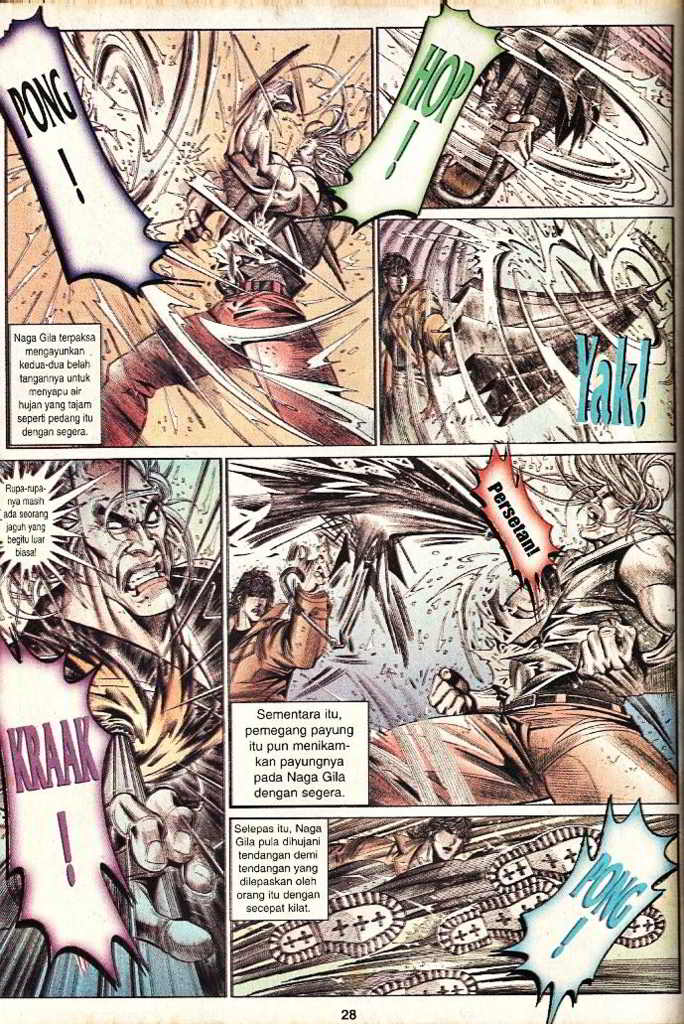 PONG
!
HOP
!
Naga Gila terpaksa
mengayunkan
kedua-dua belah
tangannya untuk
menyapu air
hujan yang tajam
seperti pedang itu
dengan segera.
Yak!
Rupa-rupa-
nya masih
ada seorang
jaguh yang
begitu luar
biasa!
KRAAK
!
Persetan!
Sementara itu,
pemegang payung
itu pun menikam-
kan payungnya
pada Naga Gila
dengan segera.
Selepas itu, Naga
Gila pula dihujani
tendangan demi
tendangan yang
dilepaskan oleh
orang itu dengan
secepat kilat.
PONG
!
28